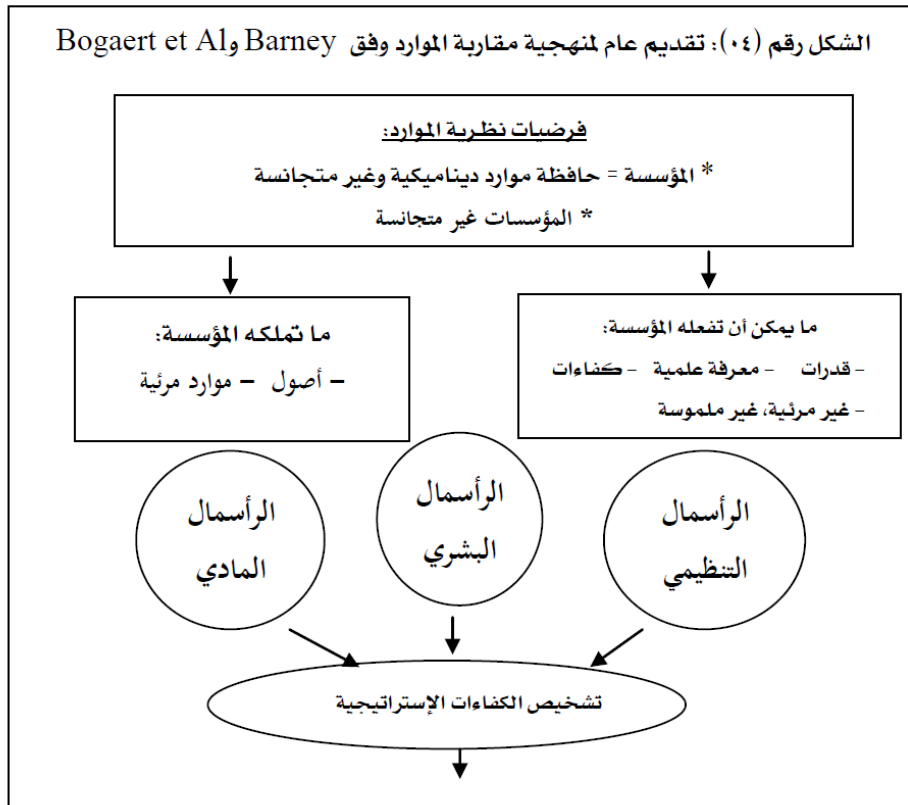 الشكل رقم (٠٤): تقديم عام لمنهجية مقاربة الموارد وفق Barney وBogaert et Al
فرضيات نظرية الموارد:
* المؤسسة = حافظة موارد ديناميكية وغير متجانسة
* المؤسسات غير متجانسة
ما يمكن أن تفعله المؤسسة:
- قدرات - معرفة علمية - كفاءات
- غير مرئية، غير ملموسة
ما تملكه المؤسسة:
- أصول - موارد مرئية
الرأسمال
التنظيمي
الرأسمال
البشري
الرأسمال
المادي
تشخيص الكفاءات الإستراتيجية